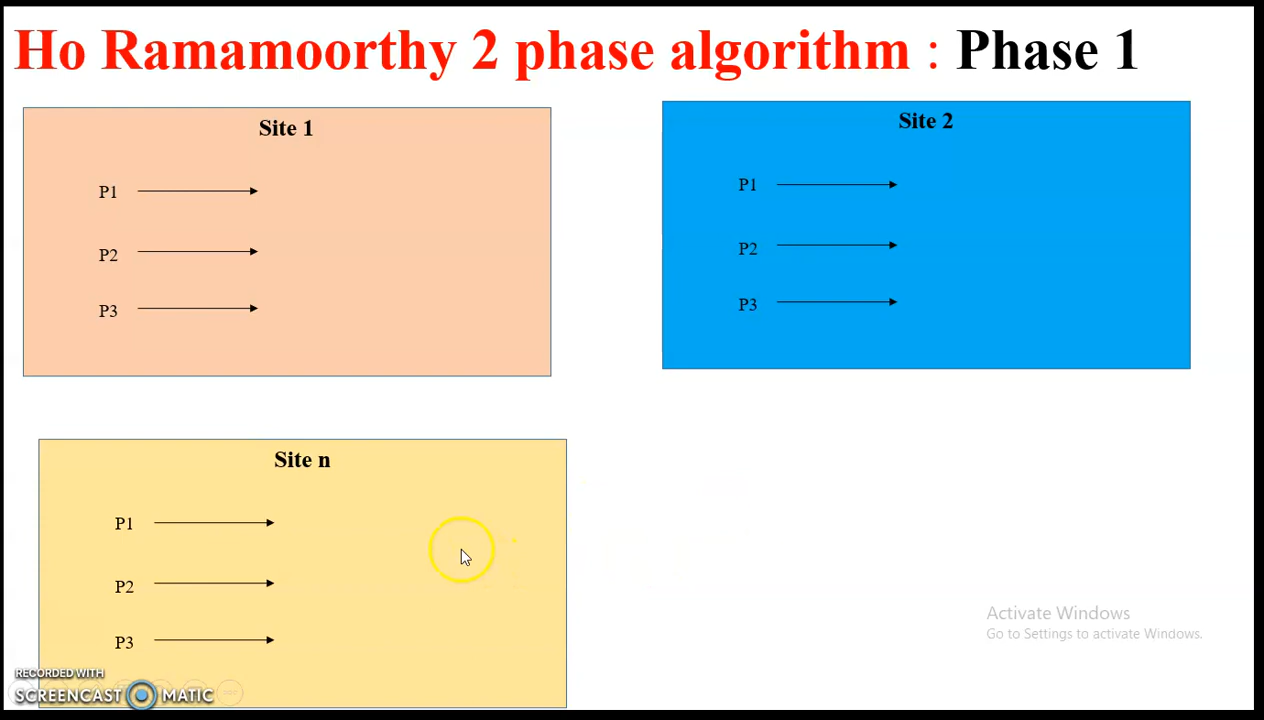 Ho Ramamoorthy 2 phase algorithm : Phase 1
Site 1
P1
P2
P3
Site 2
P1
P2
P3
Site n
P1
P2
P3
Activate Windows
Go to Settings to activate Windows.
RECORDED WITH
SCREENCAST MATIC